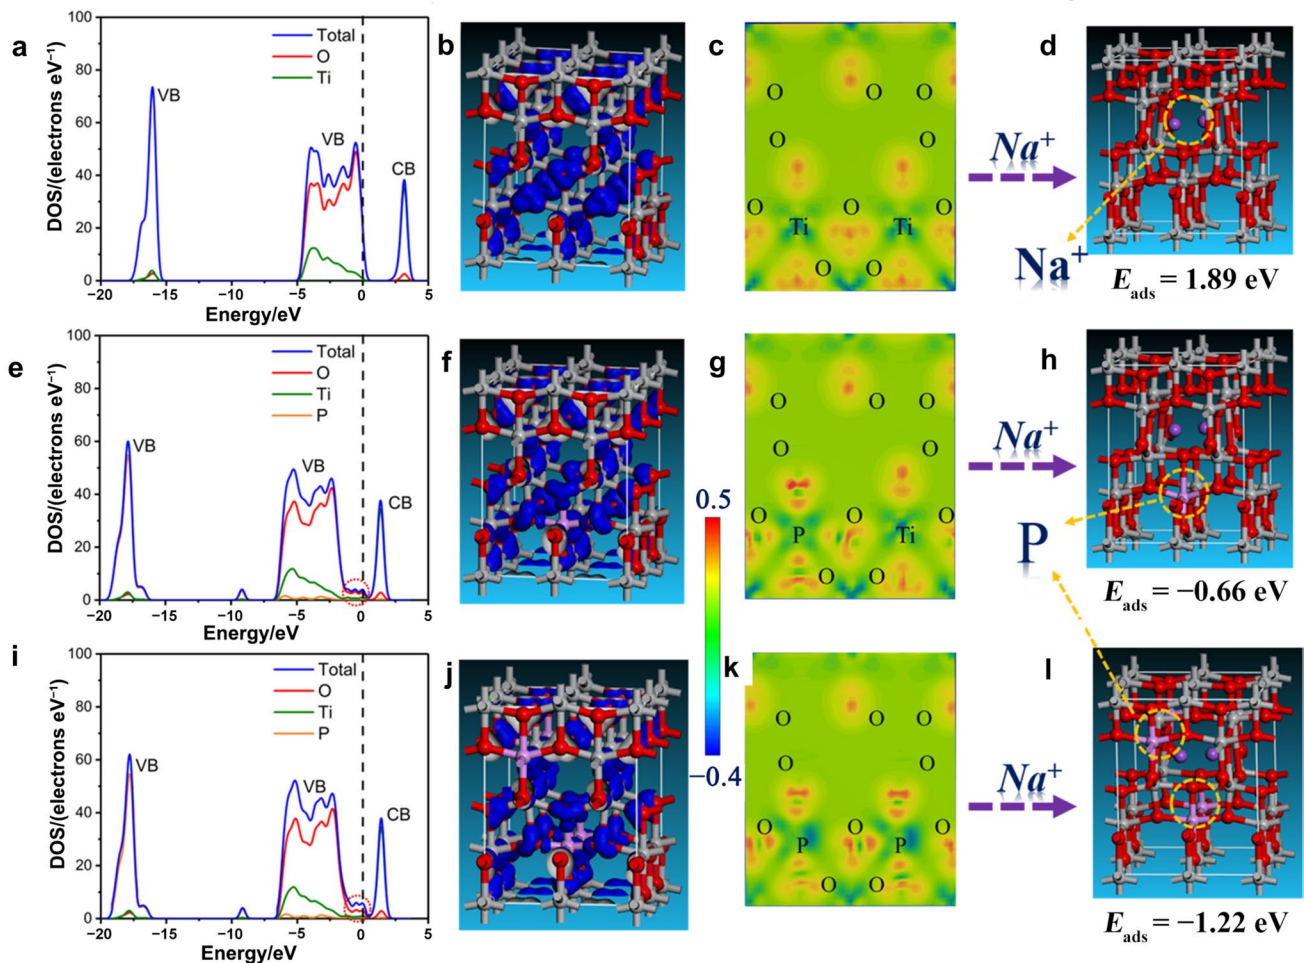 a
DOS/(electrons eV⁻¹)
100
80
60
40
20
0
Total
O
Ti
VB
VB
CB
−20
−15
−10
−5
0
5
Energy/eV
b
c
O
O
O
O
O
O
O
Ti
Ti
O
O
Na⁺
d
Na⁺
E_ads = 1.89 eV
e
DOS/(electrons eV⁻¹)
100
80
60
40
20
0
Total
O
Ti
P
VB
VB
CB
−20
−15
−10
−5
0
5
Energy/eV
f
0.5
−0.4
g
O
O
O
O
O
O
O
P
Ti
O
O
Na⁺
h
P
E_ads = −0.66 eV
i
DOS/(electrons eV⁻¹)
100
80
60
40
20
0
Total
O
Ti
P
VB
VB
CB
−20
−15
−10
−5
0
5
Energy/eV
j
k
O
O
O
O
O
O
O
O
P
P
O
O
Na⁺
l
E_ads = −1.22 eV